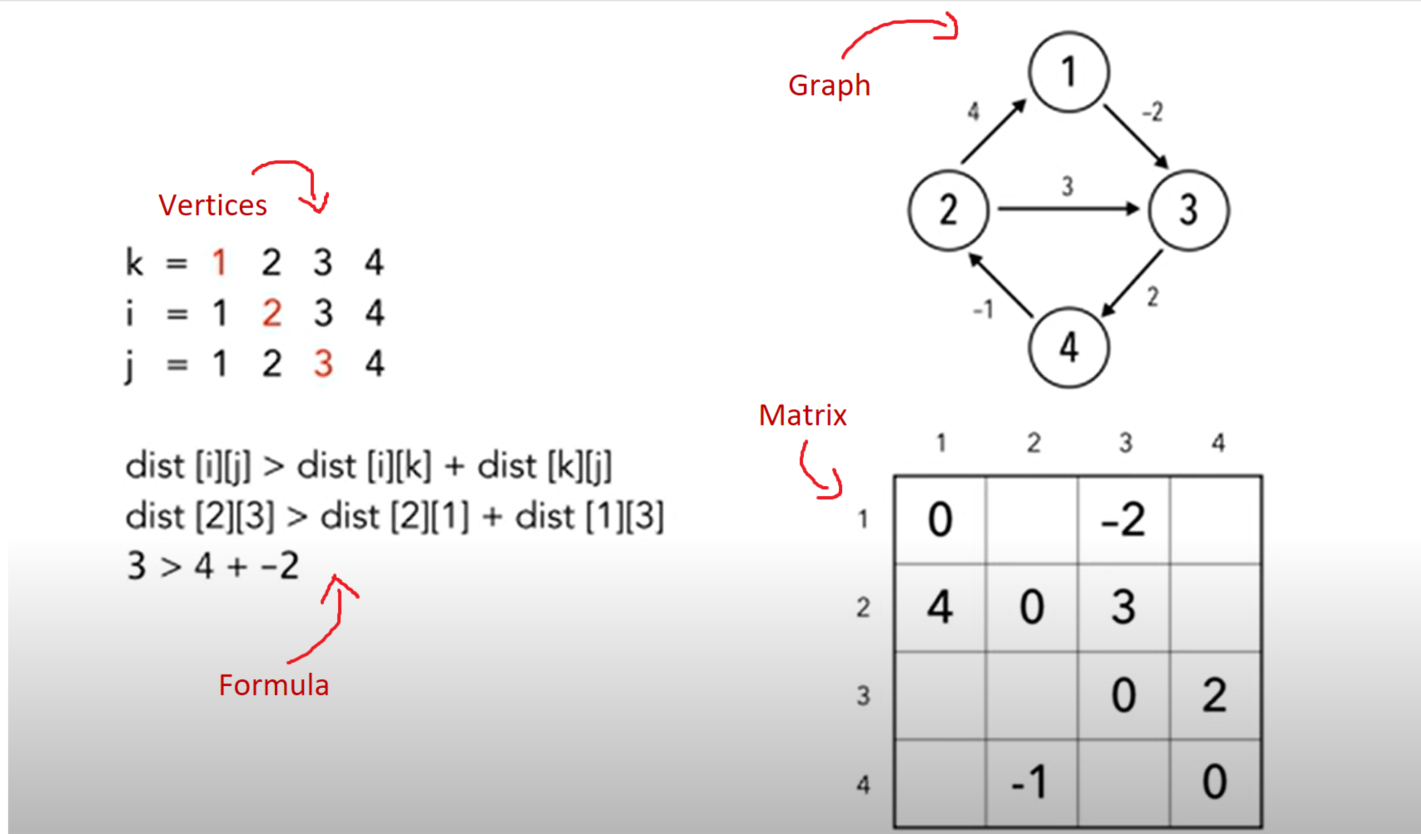 Vertices
k = 1 2 3 4
i = 1 2 3 4
j = 1 2 3 4
dist [i][j] > dist [i][k] + dist [k][j]
dist [2][3] > dist [2][1] + dist [1][3]
3 > 4 + -2
Formula
Graph
1
4
-2
2
3
3
-1
2
4
Matrix
1 2 3 4
1 0 -2
2 4 0 3
3 0 2
4 -1 0